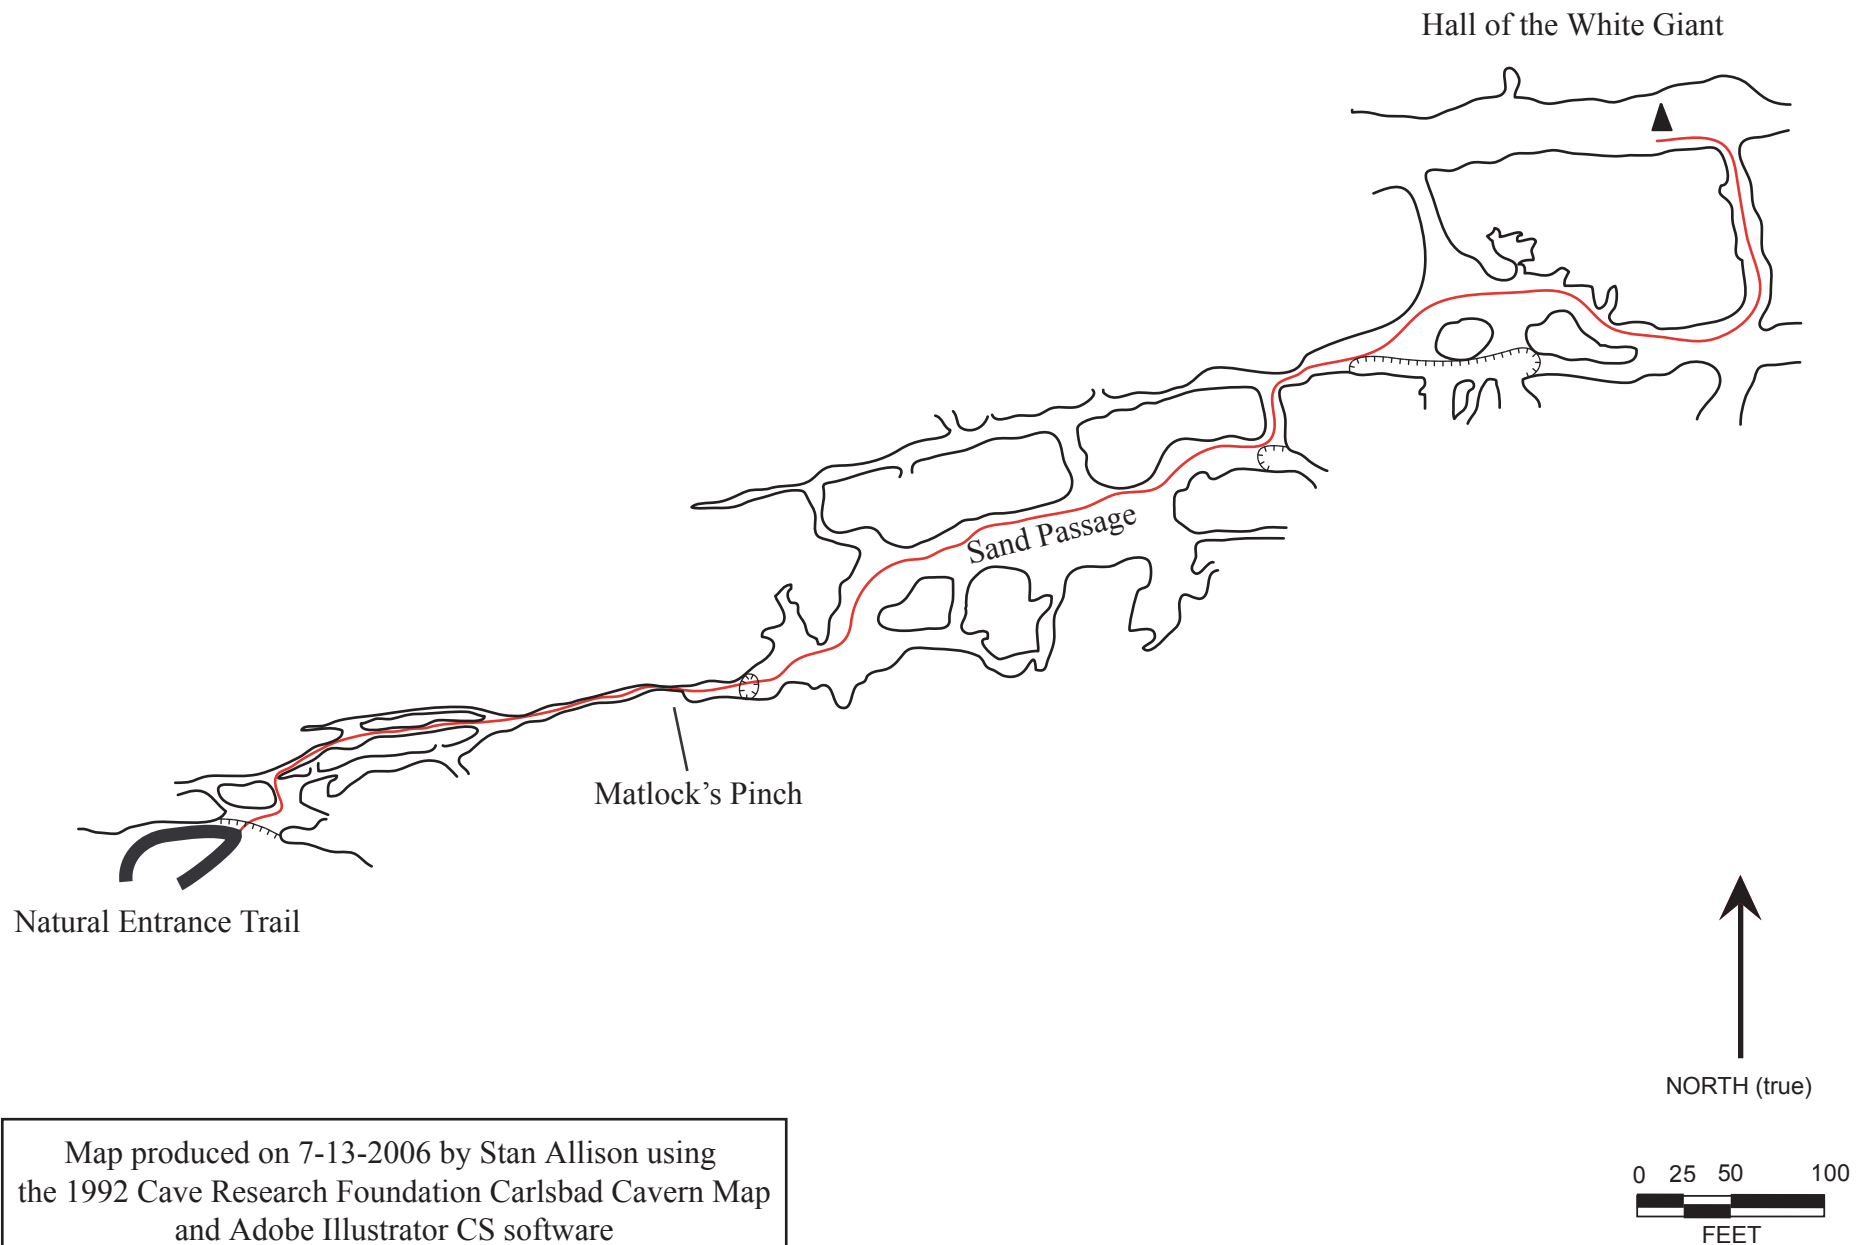 Hall of the White Giant
Sand Passage
Matlock’s Pinch
Natural Entrance Trail
NORTH (true)
Map produced on 7-13-2006 by Stan Allison using
the 1992 Cave Research Foundation Carlsbad Cavern Map
and Adobe Illustrator CS software
0 25 50 100
FEET